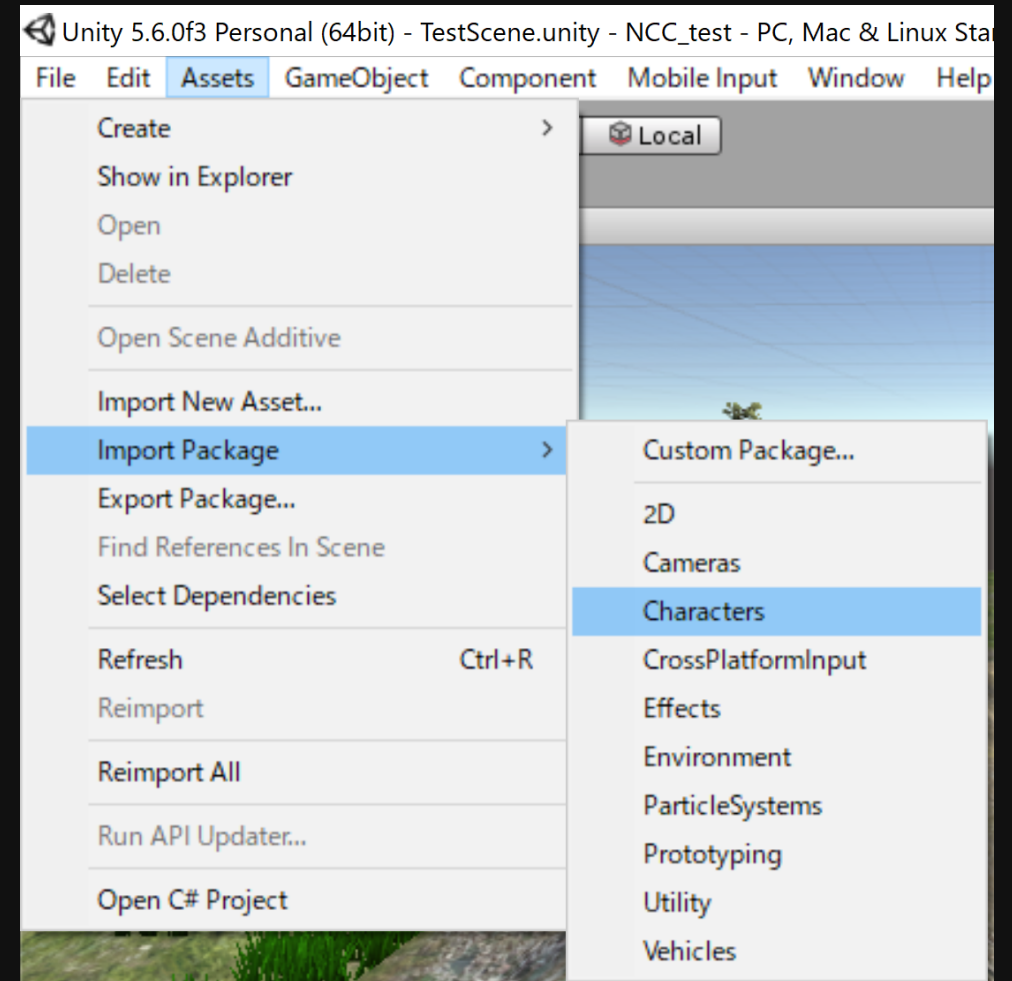 Unity 5.6.0f3 Personal (64bit) - TestScene.unity - NCC_test - PC, Mac & Linux Sta
File Edit Assets GameObject Component Mobile Input Window Help
Create
Local
Show in Explorer
Open
Delete
Open Scene Additive
Import New Asset...
Import Package
Export Package...
Find References In Scene
Select Dependencies
Refresh Ctrl+R
Reimport
Reimport All
Run API Updater...
Open C# Project
Custom Package...
2D
Cameras
Characters
CrossPlatformInput
Effects
Environment
ParticleSystems
Prototyping
Utility
Vehicles